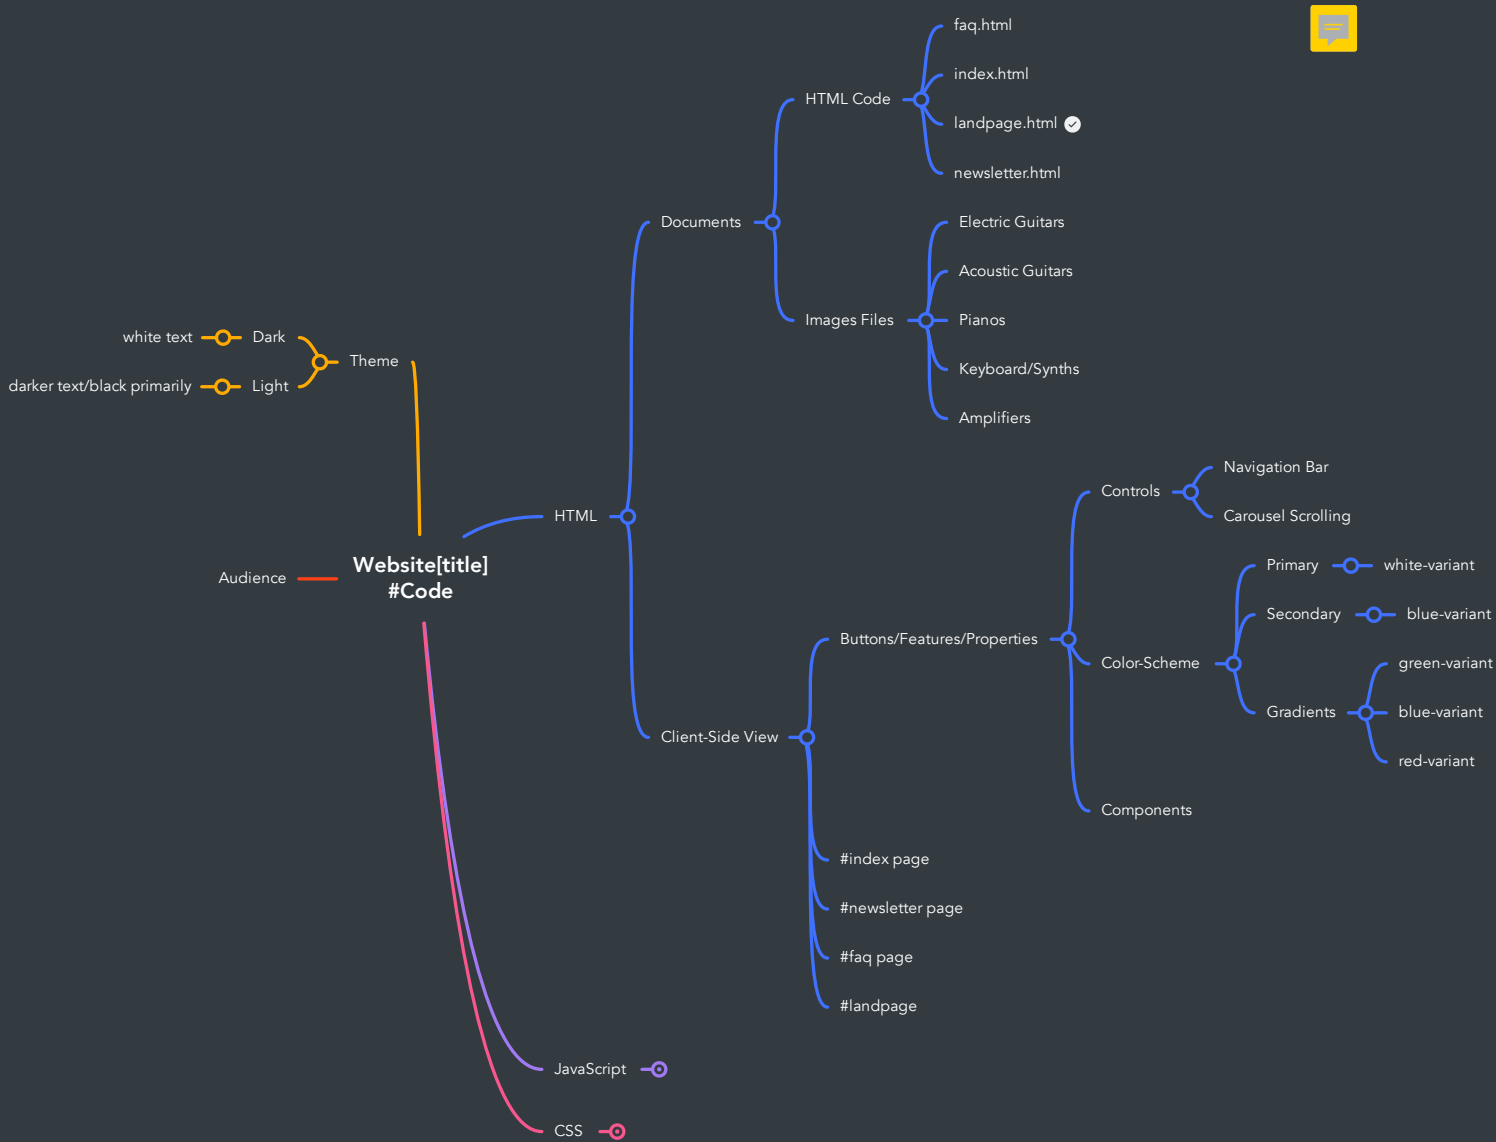 faq.html
index.html
HTML Code
landpage.html
newsletter.html
Documents
Electric Guitars
Acoustic Guitars
Images Files
Pianos
Keyboard/Synths
Amplifiers
white text
Dark
Theme
darker text/black primarily
Light
HTML
Website[title]
#Code
Audience
Navigation Bar
Controls
Carousel Scrolling
Primary
white-variant
Secondary
blue-variant
Buttons/Features/Properties
Color-Scheme
green-variant
Gradients
blue-variant
red-variant
Client-Side View
Components
#index page
#newsletter page
#faq page
#landpage
JavaScript
CSS